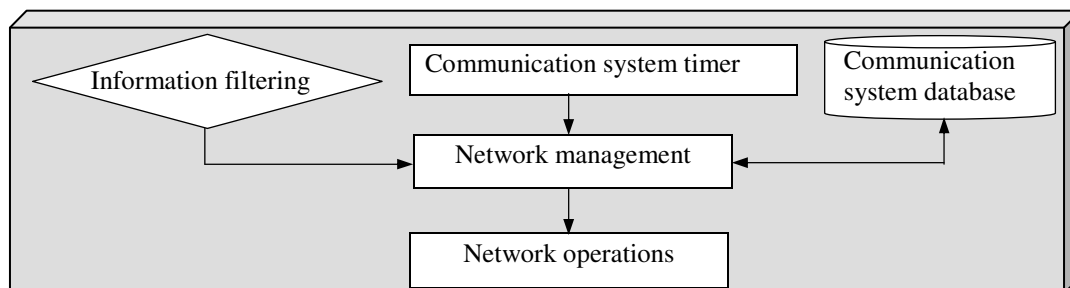 Information filtering
Communication system timer
Communication
system database
Network management
Network operations